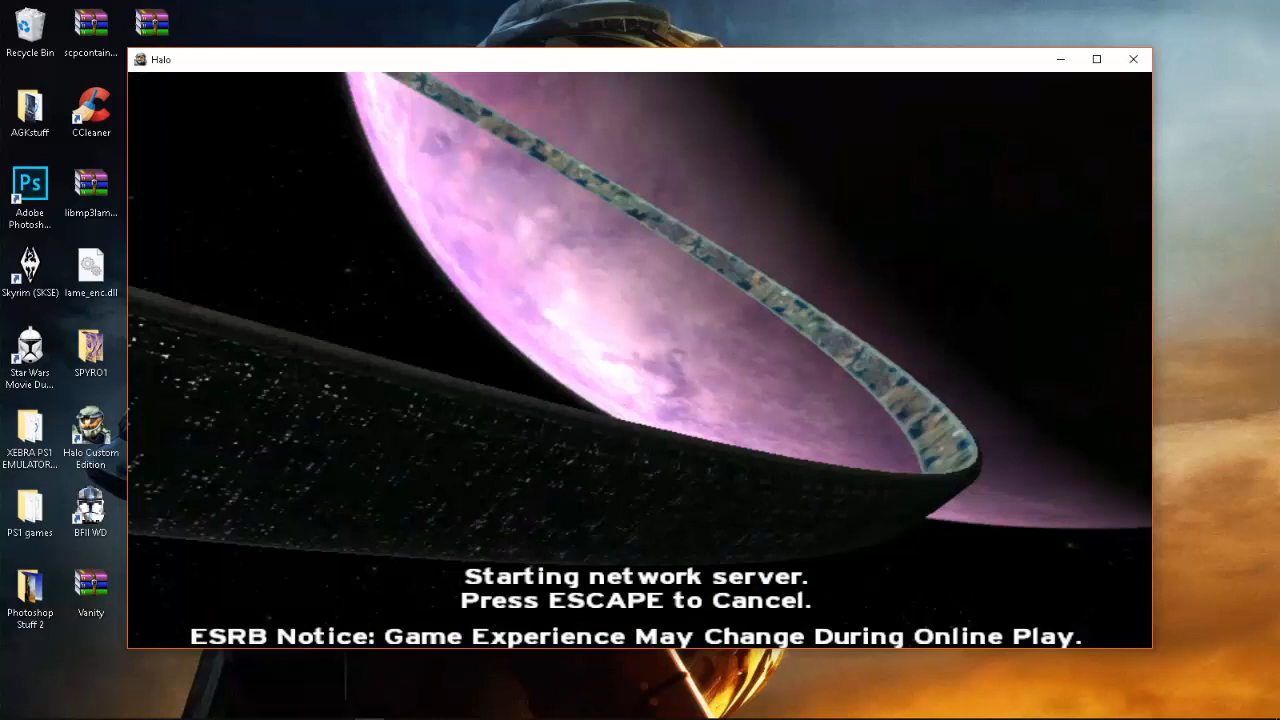 Recycle Bin
scpcontain...
AGKstuff
CCleaner
Ps
Adobe
Photosh...
libmp3lam...
Skyrim (SKSE)
lame_enc.dll
Star Wars
Movie Du...
SPYRO1
XEBRA PS1
EMULATOR...
Halo Custom
Edition
PS1 games
BFII WD
Photoshop
Stuff 2
Vanity
Halo
Starting network server.
Press ESCAPE to Cancel.
ESRB Notice: Game Experience May Change During Online Play.